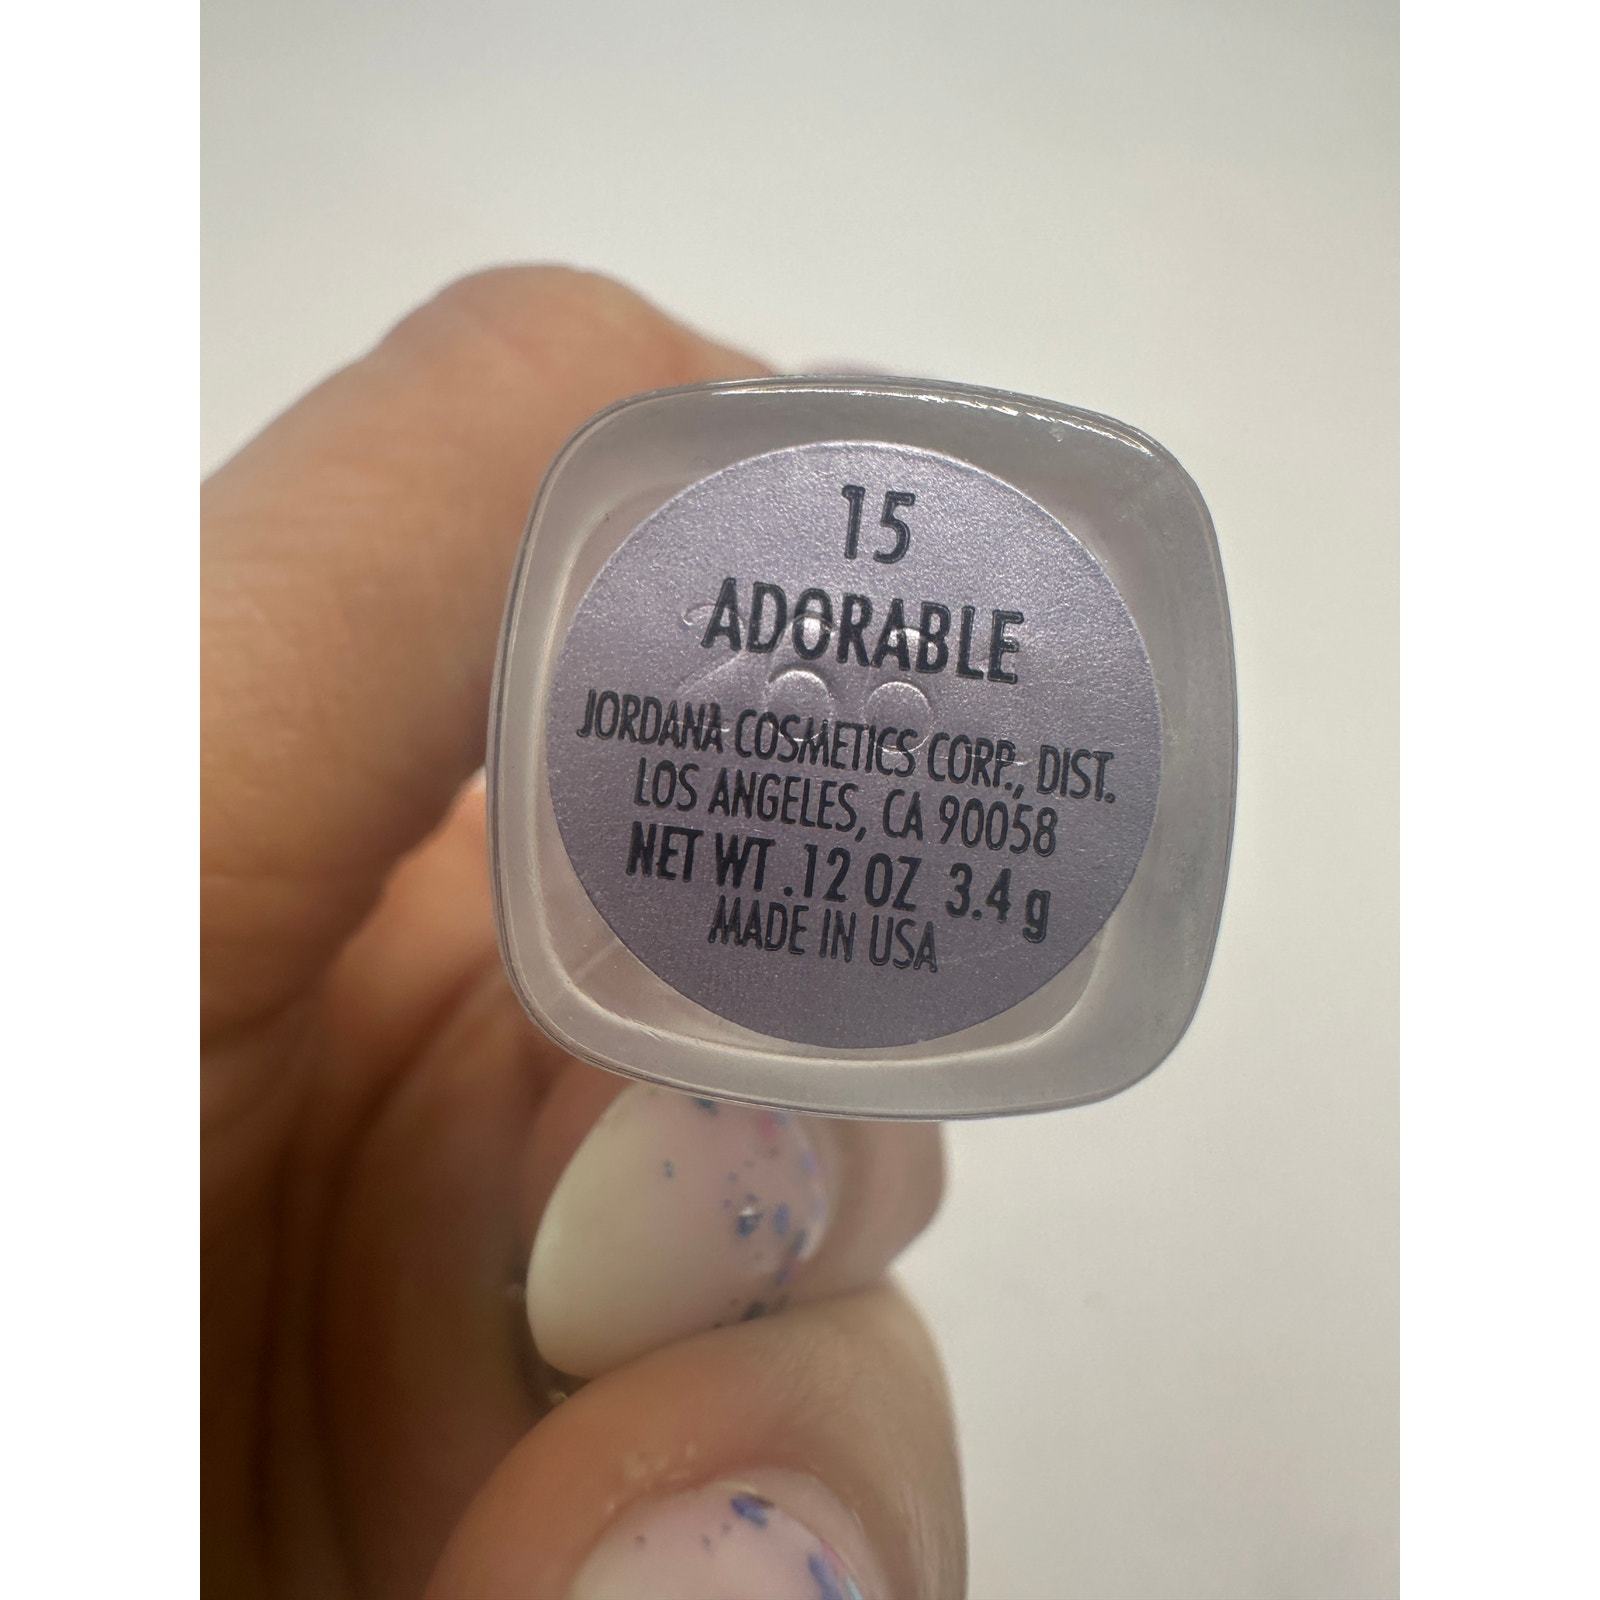 15
ADORABLE
JORDANA COSMETICS CORP., DIST.
LOS ANGELES, CA 90058
NET WT .12 OZ 3.4 g
MADE IN USA